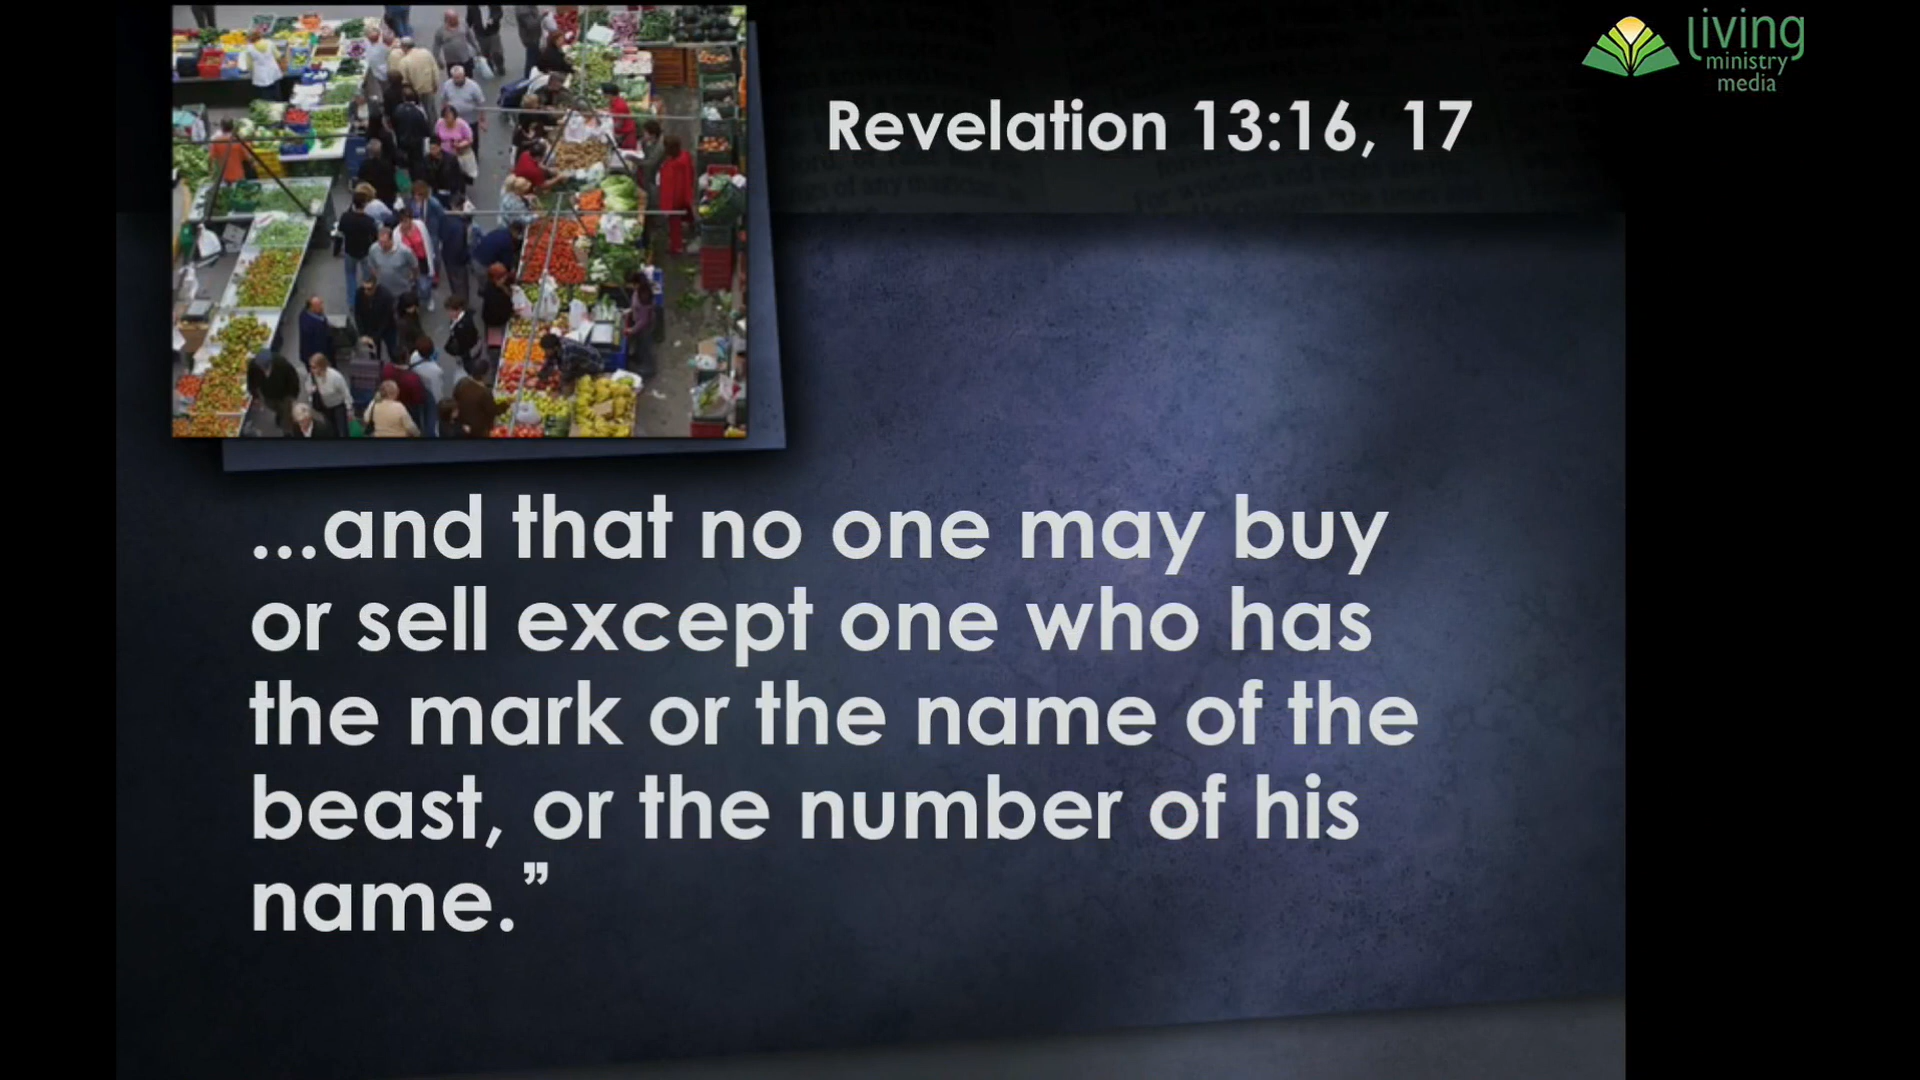 living
ministry
media
Revelation 13:16, 17
...and that no one may buy
or sell except one who has
the mark or the name of the
beast, or the number of his
name.”